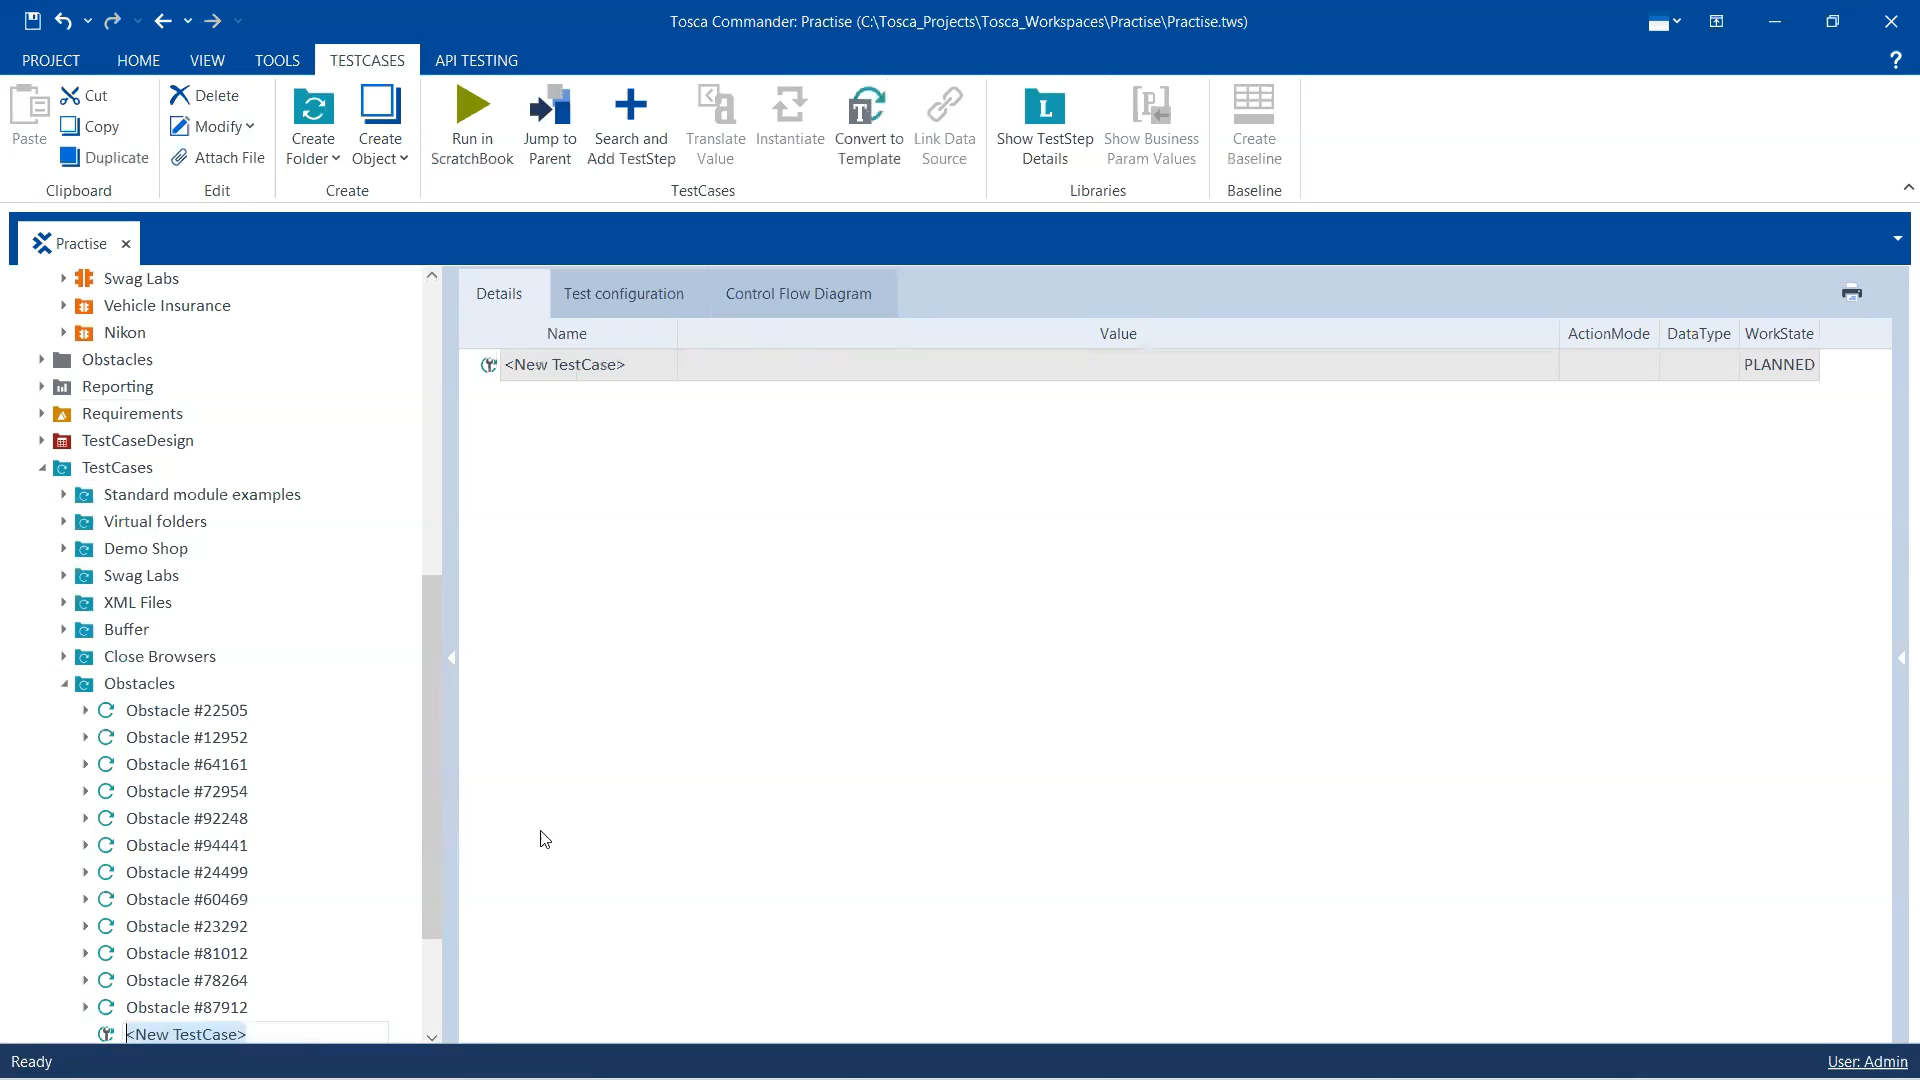 Tosca Commander: Practise (C:\Tosca_Projects\Tosca_Workspaces\Practise\Practise.tws)
PROJECT HOME VIEW TOOLS TESTCASES API TESTING ?
Paste
Cut
Copy
Duplicate
Clipboard
Delete
Modify
Attach File
Edit
Create
Folder
Create
Object
Create
Run in
ScratchBook
Jump to
Parent
Search and
Add TestStep
Translate
Value
Instantiate
Convert to
Template
Link Data
Source
TestCases
Show TestStep
Details
Show Business
Param Values
Libraries
Create
Baseline
Baseline
Practise
Swag Labs
Vehicle Insurance
Nikon
Obstacles
Reporting
Requirements
TestCaseDesign
TestCases
Standard module examples
Virtual folders
Demo Shop
Swag Labs
XML Files
Buffer
Close Browsers
Obstacles
Obstacle #22505
Obstacle #12952
Obstacle #64161
Obstacle #72954
Obstacle #92248
Obstacle #94441
Obstacle #24499
Obstacle #60469
Obstacle #23292
Obstacle #81012
Obstacle #78264
Obstacle #87912
<New TestCase>
Details Test configuration Control Flow Diagram
Name Value ActionMode DataType WorkState
<New TestCase> PLANNED
Ready User: Admin